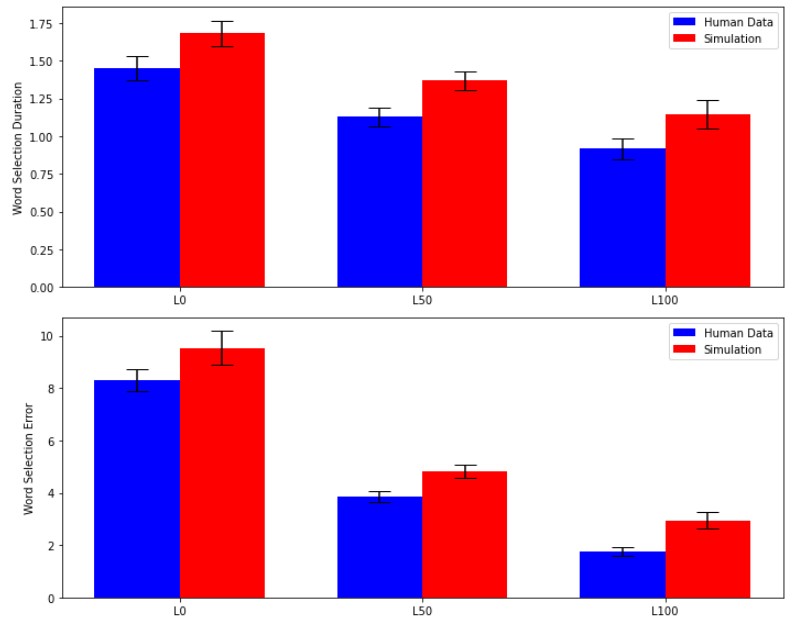 Word Selection Duration
1.75
1.50
1.25
1.00
0.75
0.50
0.25
0.00
L0
L50
L100
Human Data
Simulation
Word Selection Error
10
8
6
4
2
0
L0
L50
L100
Human Data
Simulation